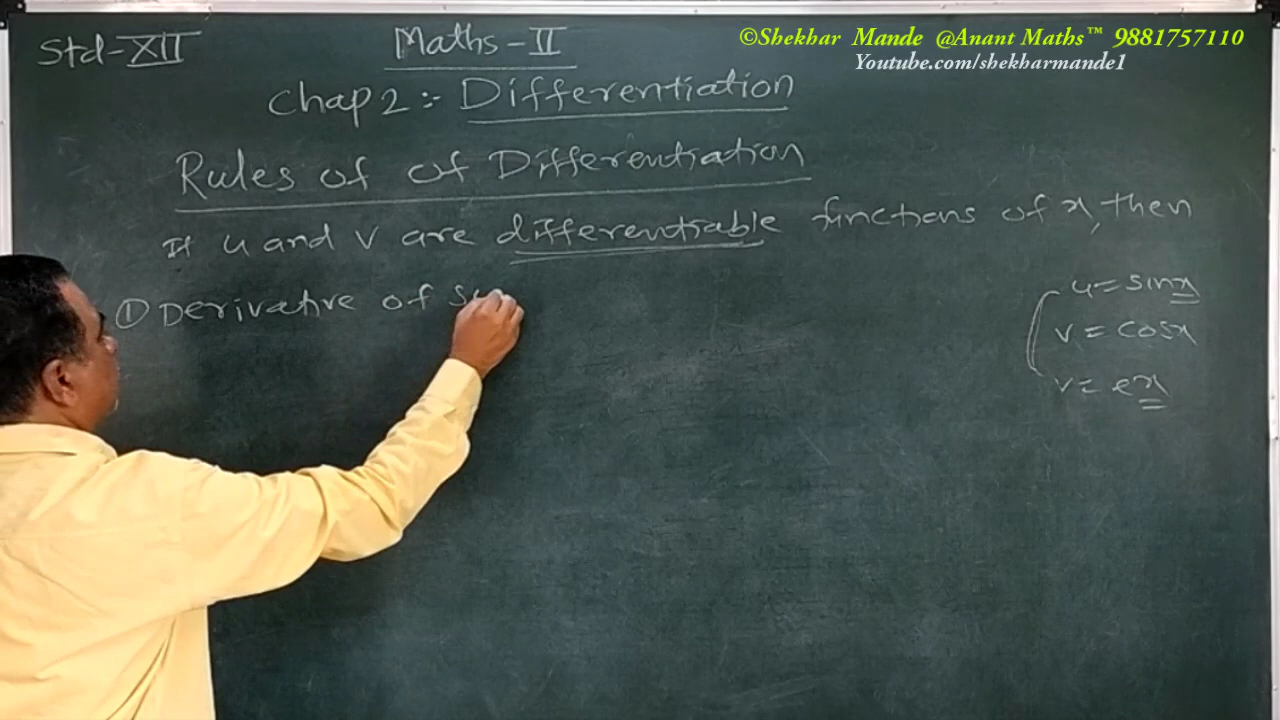 ©Shekhar Mande @Anant Maths™ 9881757110
Youtube.com/shekharmande1
Std-XII
Maths-II
Chap 2:- Differentiation
Rules of of Differentiation
If u and v are differentiable functions of x, then
① Derivative of
u = sinx
v = cosx
v = ex